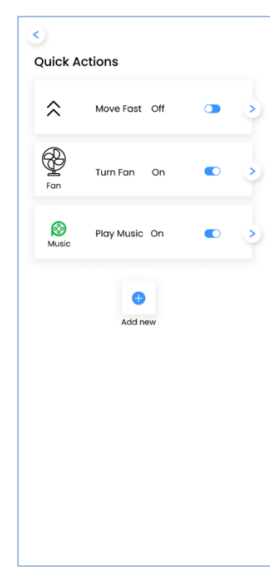 Quick Actions
Move Fast Off
Turn Fan On
Fan
Play Music On
Music
Add new